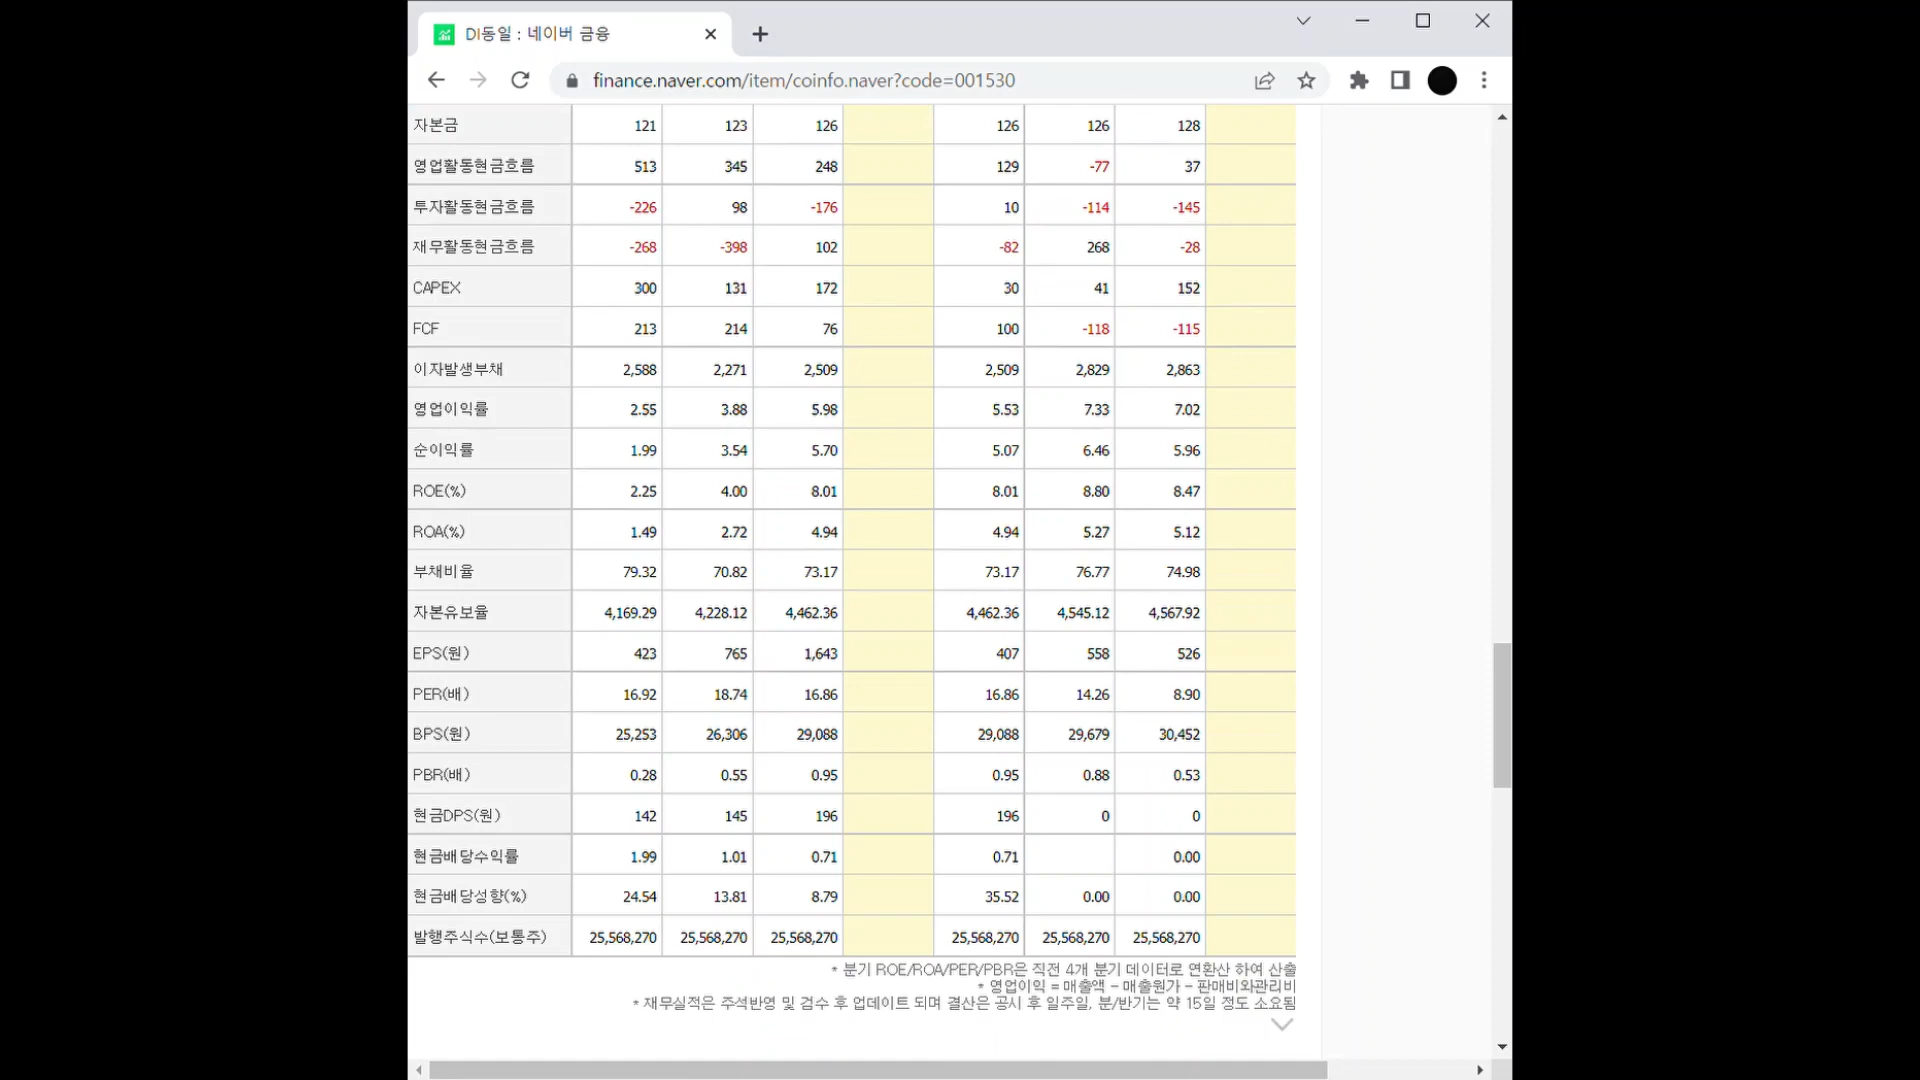 DI동일 : 네이버 금융
finance.naver.com/item/coinfo.naver?code=001530
자본금 121 123 126 126 126 128
영업활동현금흐름 513 345 248 129 -77 37
투자활동현금흐름 -226 98 -176 10 -114 -145
재무활동현금흐름 -268 -398 102 -82 268 -28
CAPEX 300 131 172 30 41 152
FCF 213 214 76 100 -118 -115
이자발생부채 2,588 2,271 2,509 2,509 2,829 2,863
영업이익률 2.55 3.88 5.98 5.53 7.33 7.02
순이익률 1.99 3.54 5.70 5.07 6.46 5.96
ROE(%) 2.25 4.00 8.01 8.01 8.80 8.47
ROA(%) 1.49 2.72 4.94 4.94 5.27 5.12
부채비율 79.32 70.82 73.17 73.17 76.77 74.98
자본유보율 4,169.29 4,228.12 4,462.36 4,462.36 4,545.12 4,567.92
EPS(원) 423 765 1,643 407 558 526
PER(배) 16.92 18.74 16.86 16.86 14.26 8.90
BPS(원) 25,253 26,306 29,088 29,088 29,679 30,452
PBR(배) 0.28 0.55 0.95 0.95 0.88 0.53
현금DPS(원) 142 145 196 196 0 0
현금배당수익률 1.99 1.01 0.71 0.71 0.00
현금배당성향(%) 24.54 13.81 8.79 35.52 0.00 0.00
발행주식수(보통주) 25,568,270 25,568,270 25,568,270 25,568,270 25,568,270 25,568,270
* 분기 ROE/ROA/PER/PBR은 직전 4개 분기 데이터로 연환산 하여 산출
* 영업이익 = 매출액 - 매출원가 - 판매비와관리비
* 재무실적은 주석반영 및 검수 후 업데이트 되며 결산은 공시 후 일주일, 분/반기는 약 15일 정도 소요됨